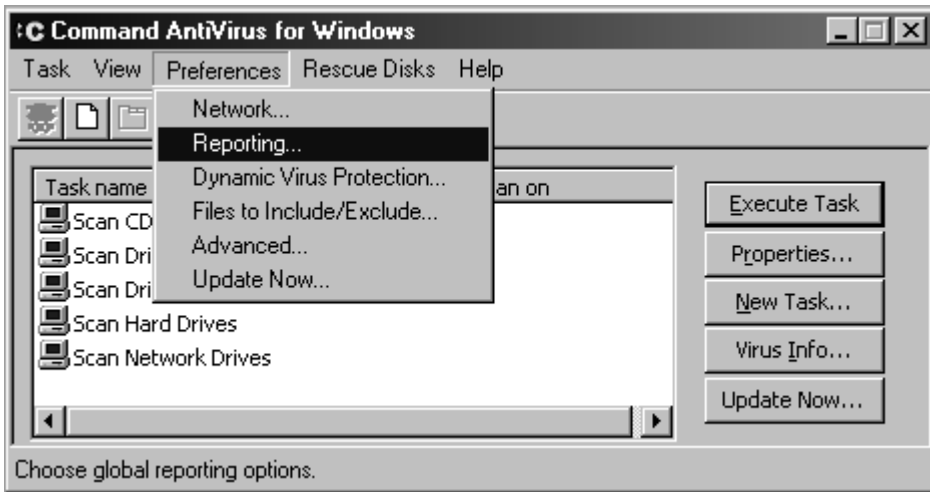 Command AntiVirus for Windows
Task View Preferences Rescue Disks Help
Network...
Reporting...
Dynamic Virus Protection...
Files to Include/Exclude...
Advanced...
Update Now...
Task name an on
Scan CD
Scan Dri
Scan Dri
Scan Hard Drives
Scan Network Drives
Execute Task
Properties...
New Task...
Virus Info...
Update Now...
Choose global reporting options.